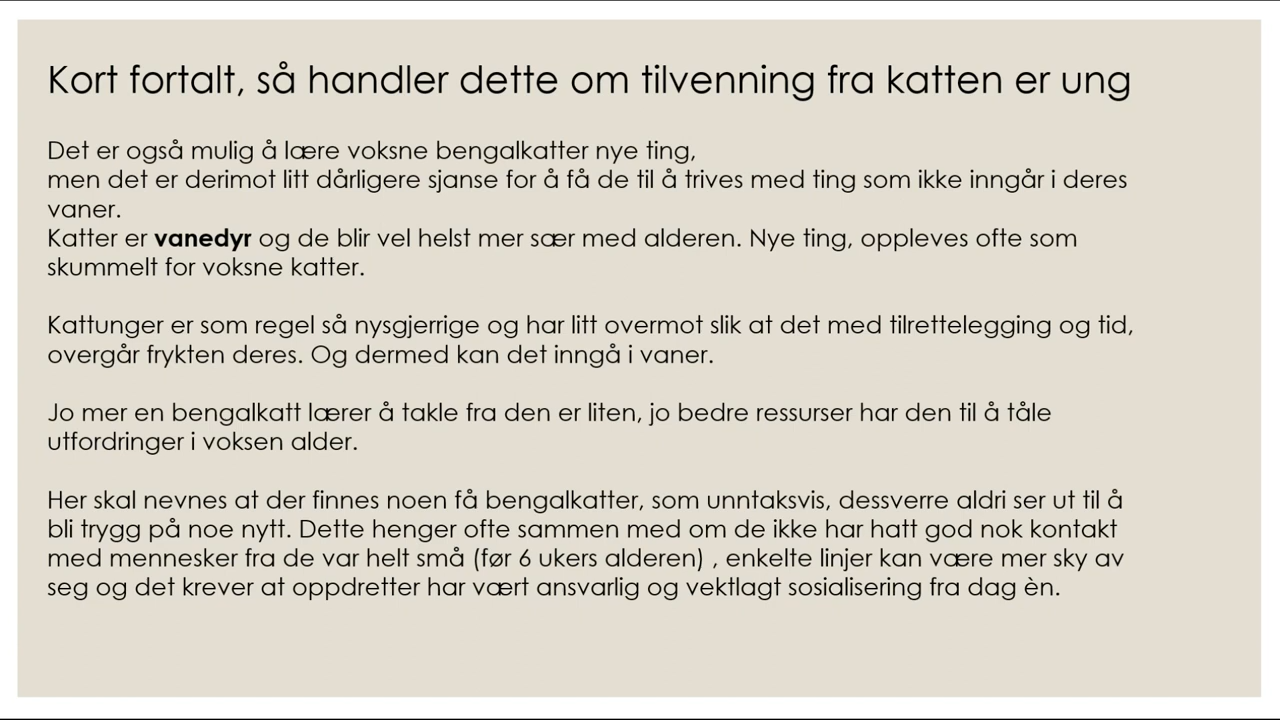 Kort fortalt, så handler dette om tilvenning fra katten er ung
Det er også mulig å lære voksne bengalkatter nye ting,
men det er derimot litt dårligere sjanse for å få de til å trives med ting som ikke inngår i deres
vaner.
Katter er vanedyr og de blir vel helst mer sær med alderen. Nye ting, oppleves ofte som
skummelt for voksne katter.
Kattunger er som regel så nysgjerrige og har litt overmot slik at det med tilrettelegging og tid,
overgår frykten deres. Og dermed kan det inngå i vaner.
Jo mer en bengalkatt lærer å takle fra den er liten, jo bedre ressurser har den til å tåle
utfordringer i voksen alder.
Her skal nevnes at der finnes noen få bengalkatter, som unntaksvis, dessverre aldri ser ut til å
bli trygg på noe nytt. Dette henger ofte sammen med om de ikke har hatt god nok kontakt
med mennesker fra de var helt små (før 6 ukers alderen) , enkelte linjer kan være mer sky av
seg og det krever at oppdretter har vært ansvarlig og vektlagt sosialisering fra dag èn.